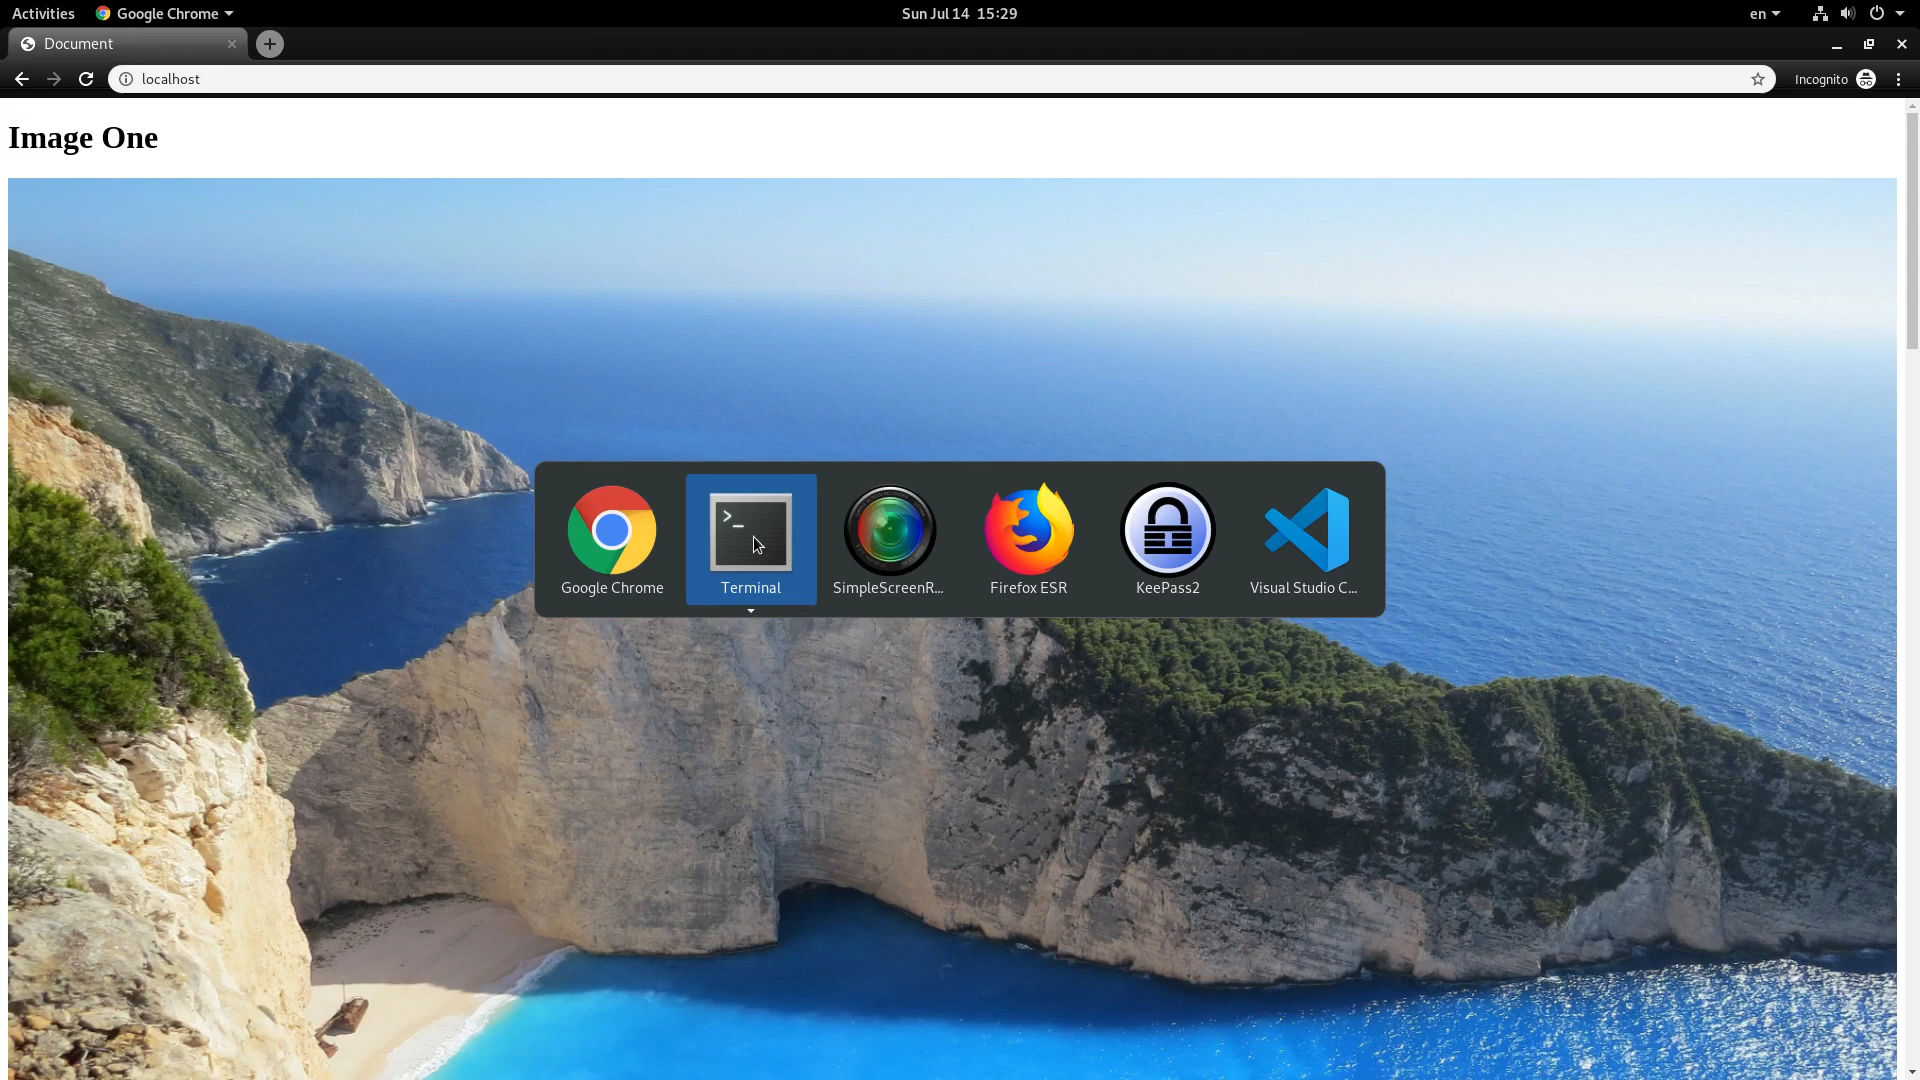 Activities
Google Chrome
Sun Jul 14 15:29
en
Document
localhost
Incognito
Image One
>_
Google Chrome
Terminal
SimpleScreenR...
Firefox ESR
KeePass2
Visual Studio C...